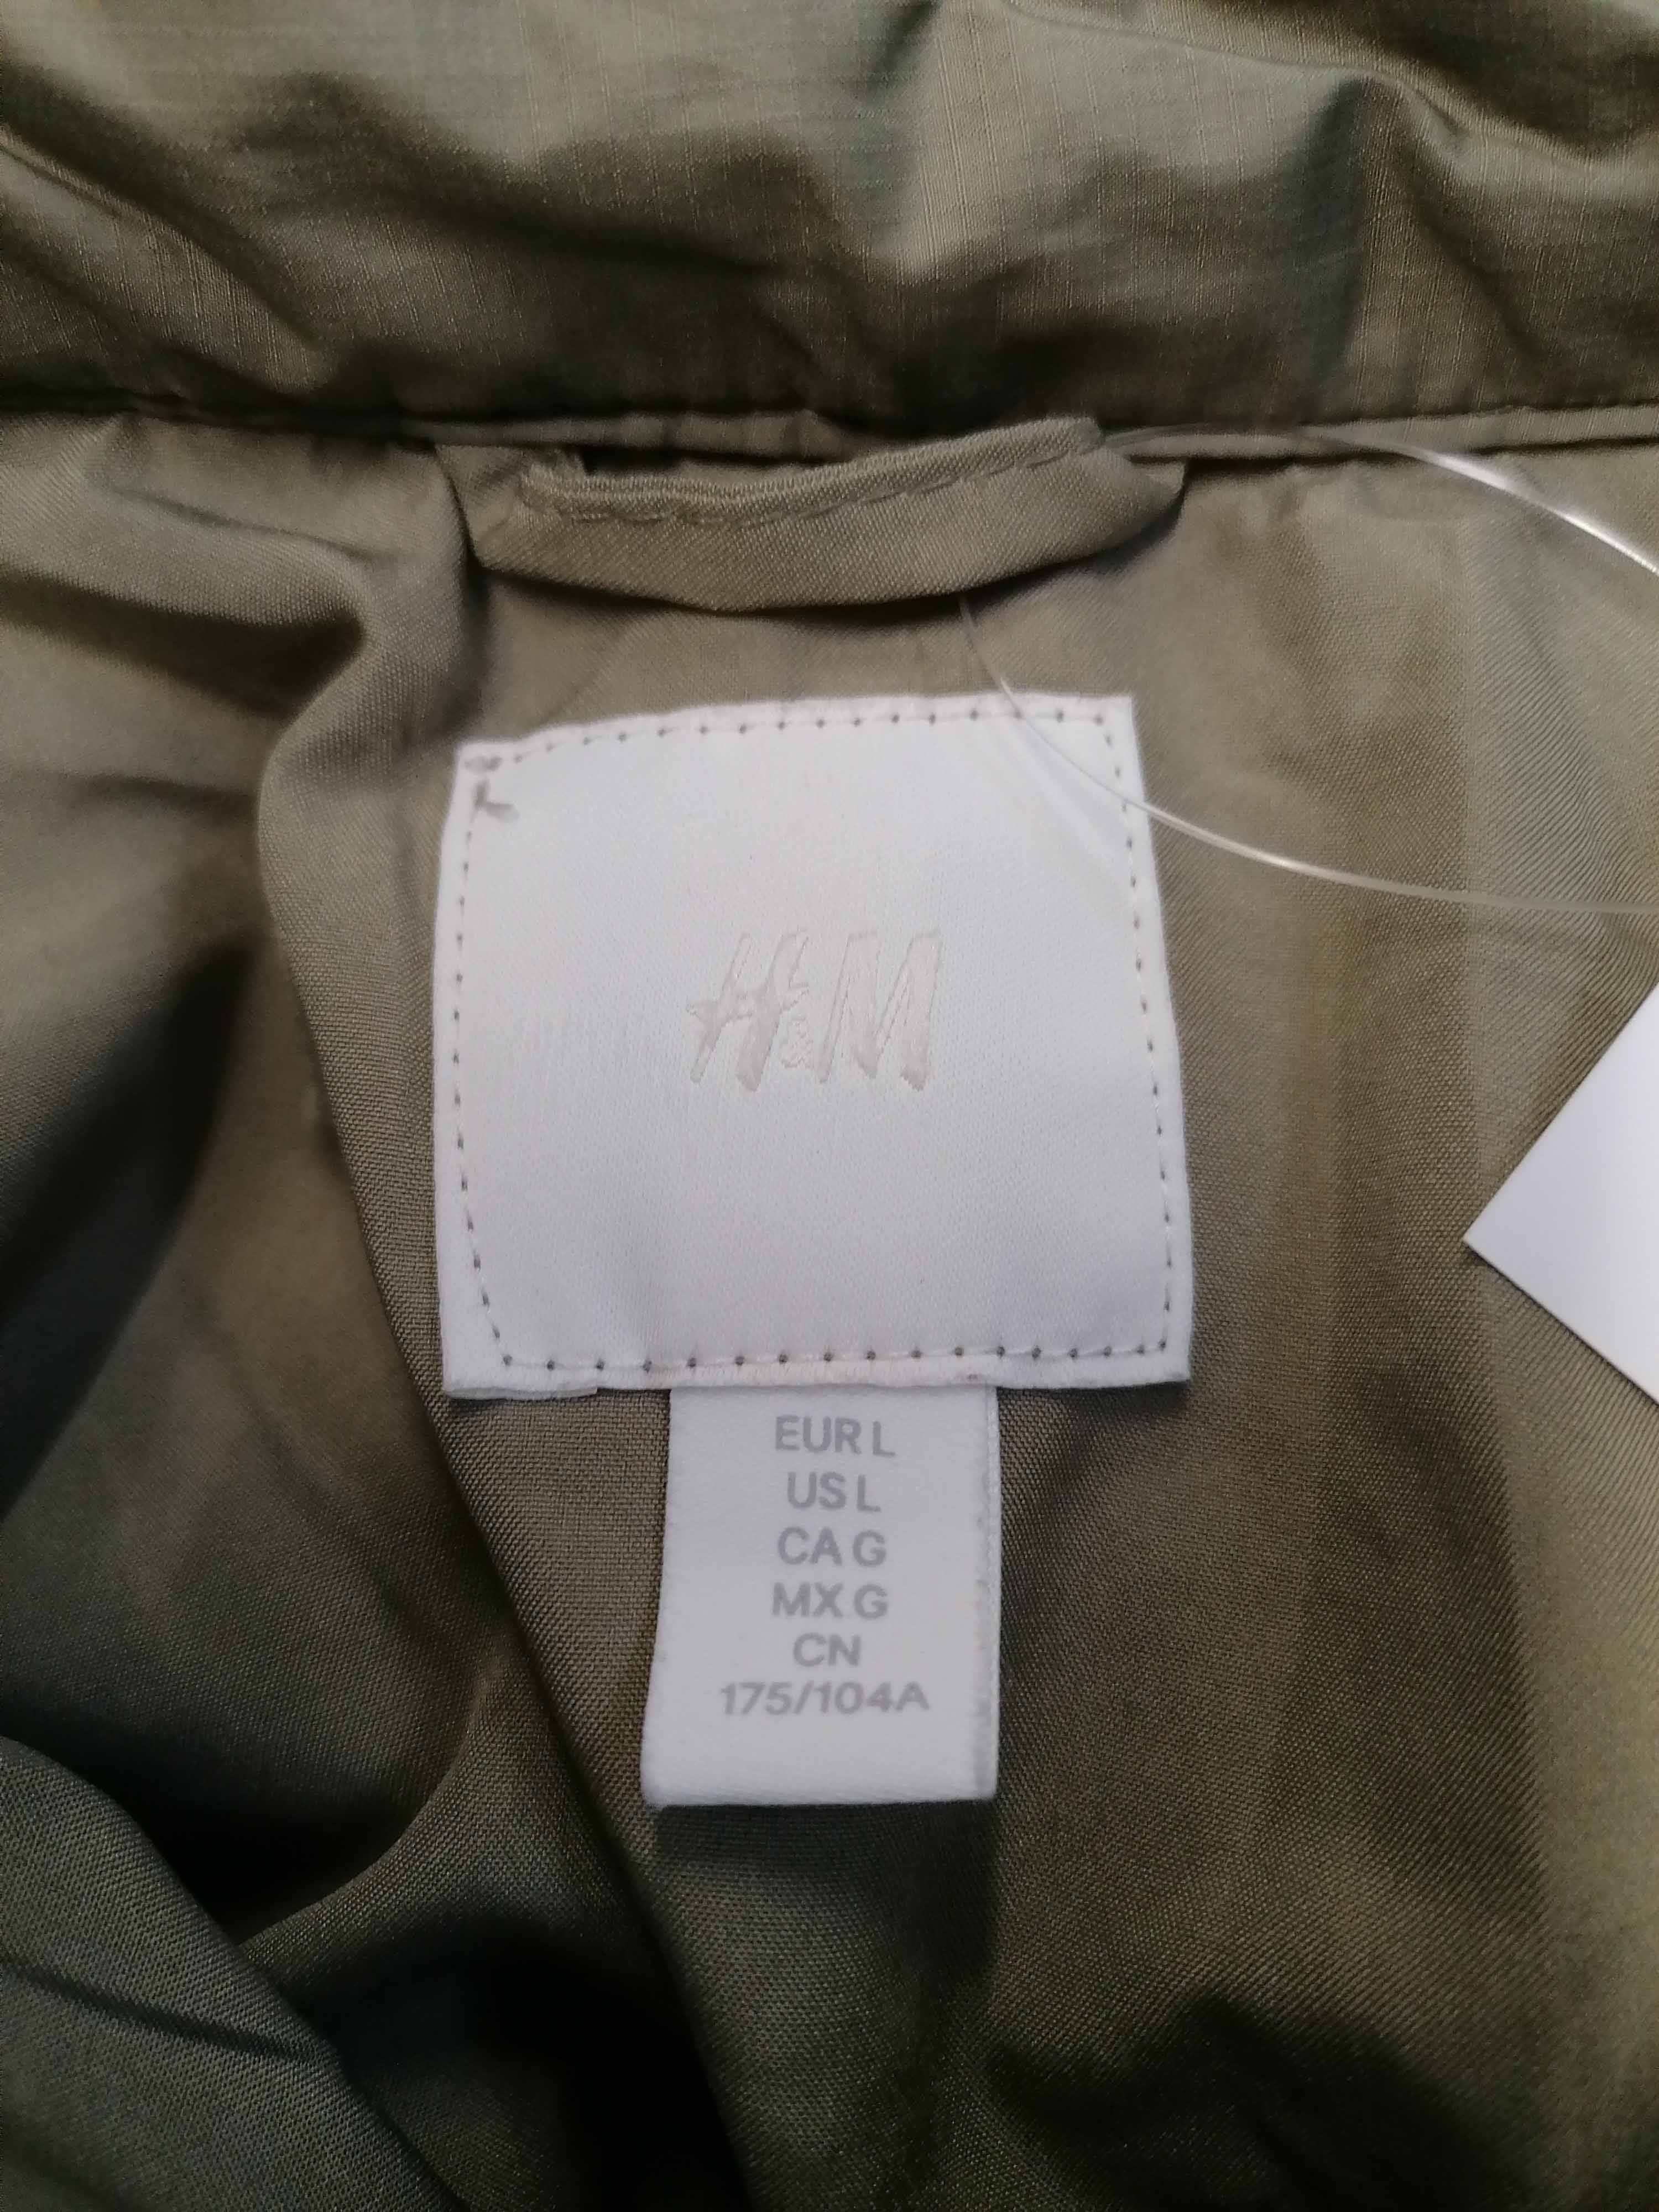 H&M
EUR L
US L
CA G
MX G
CN
175/104A